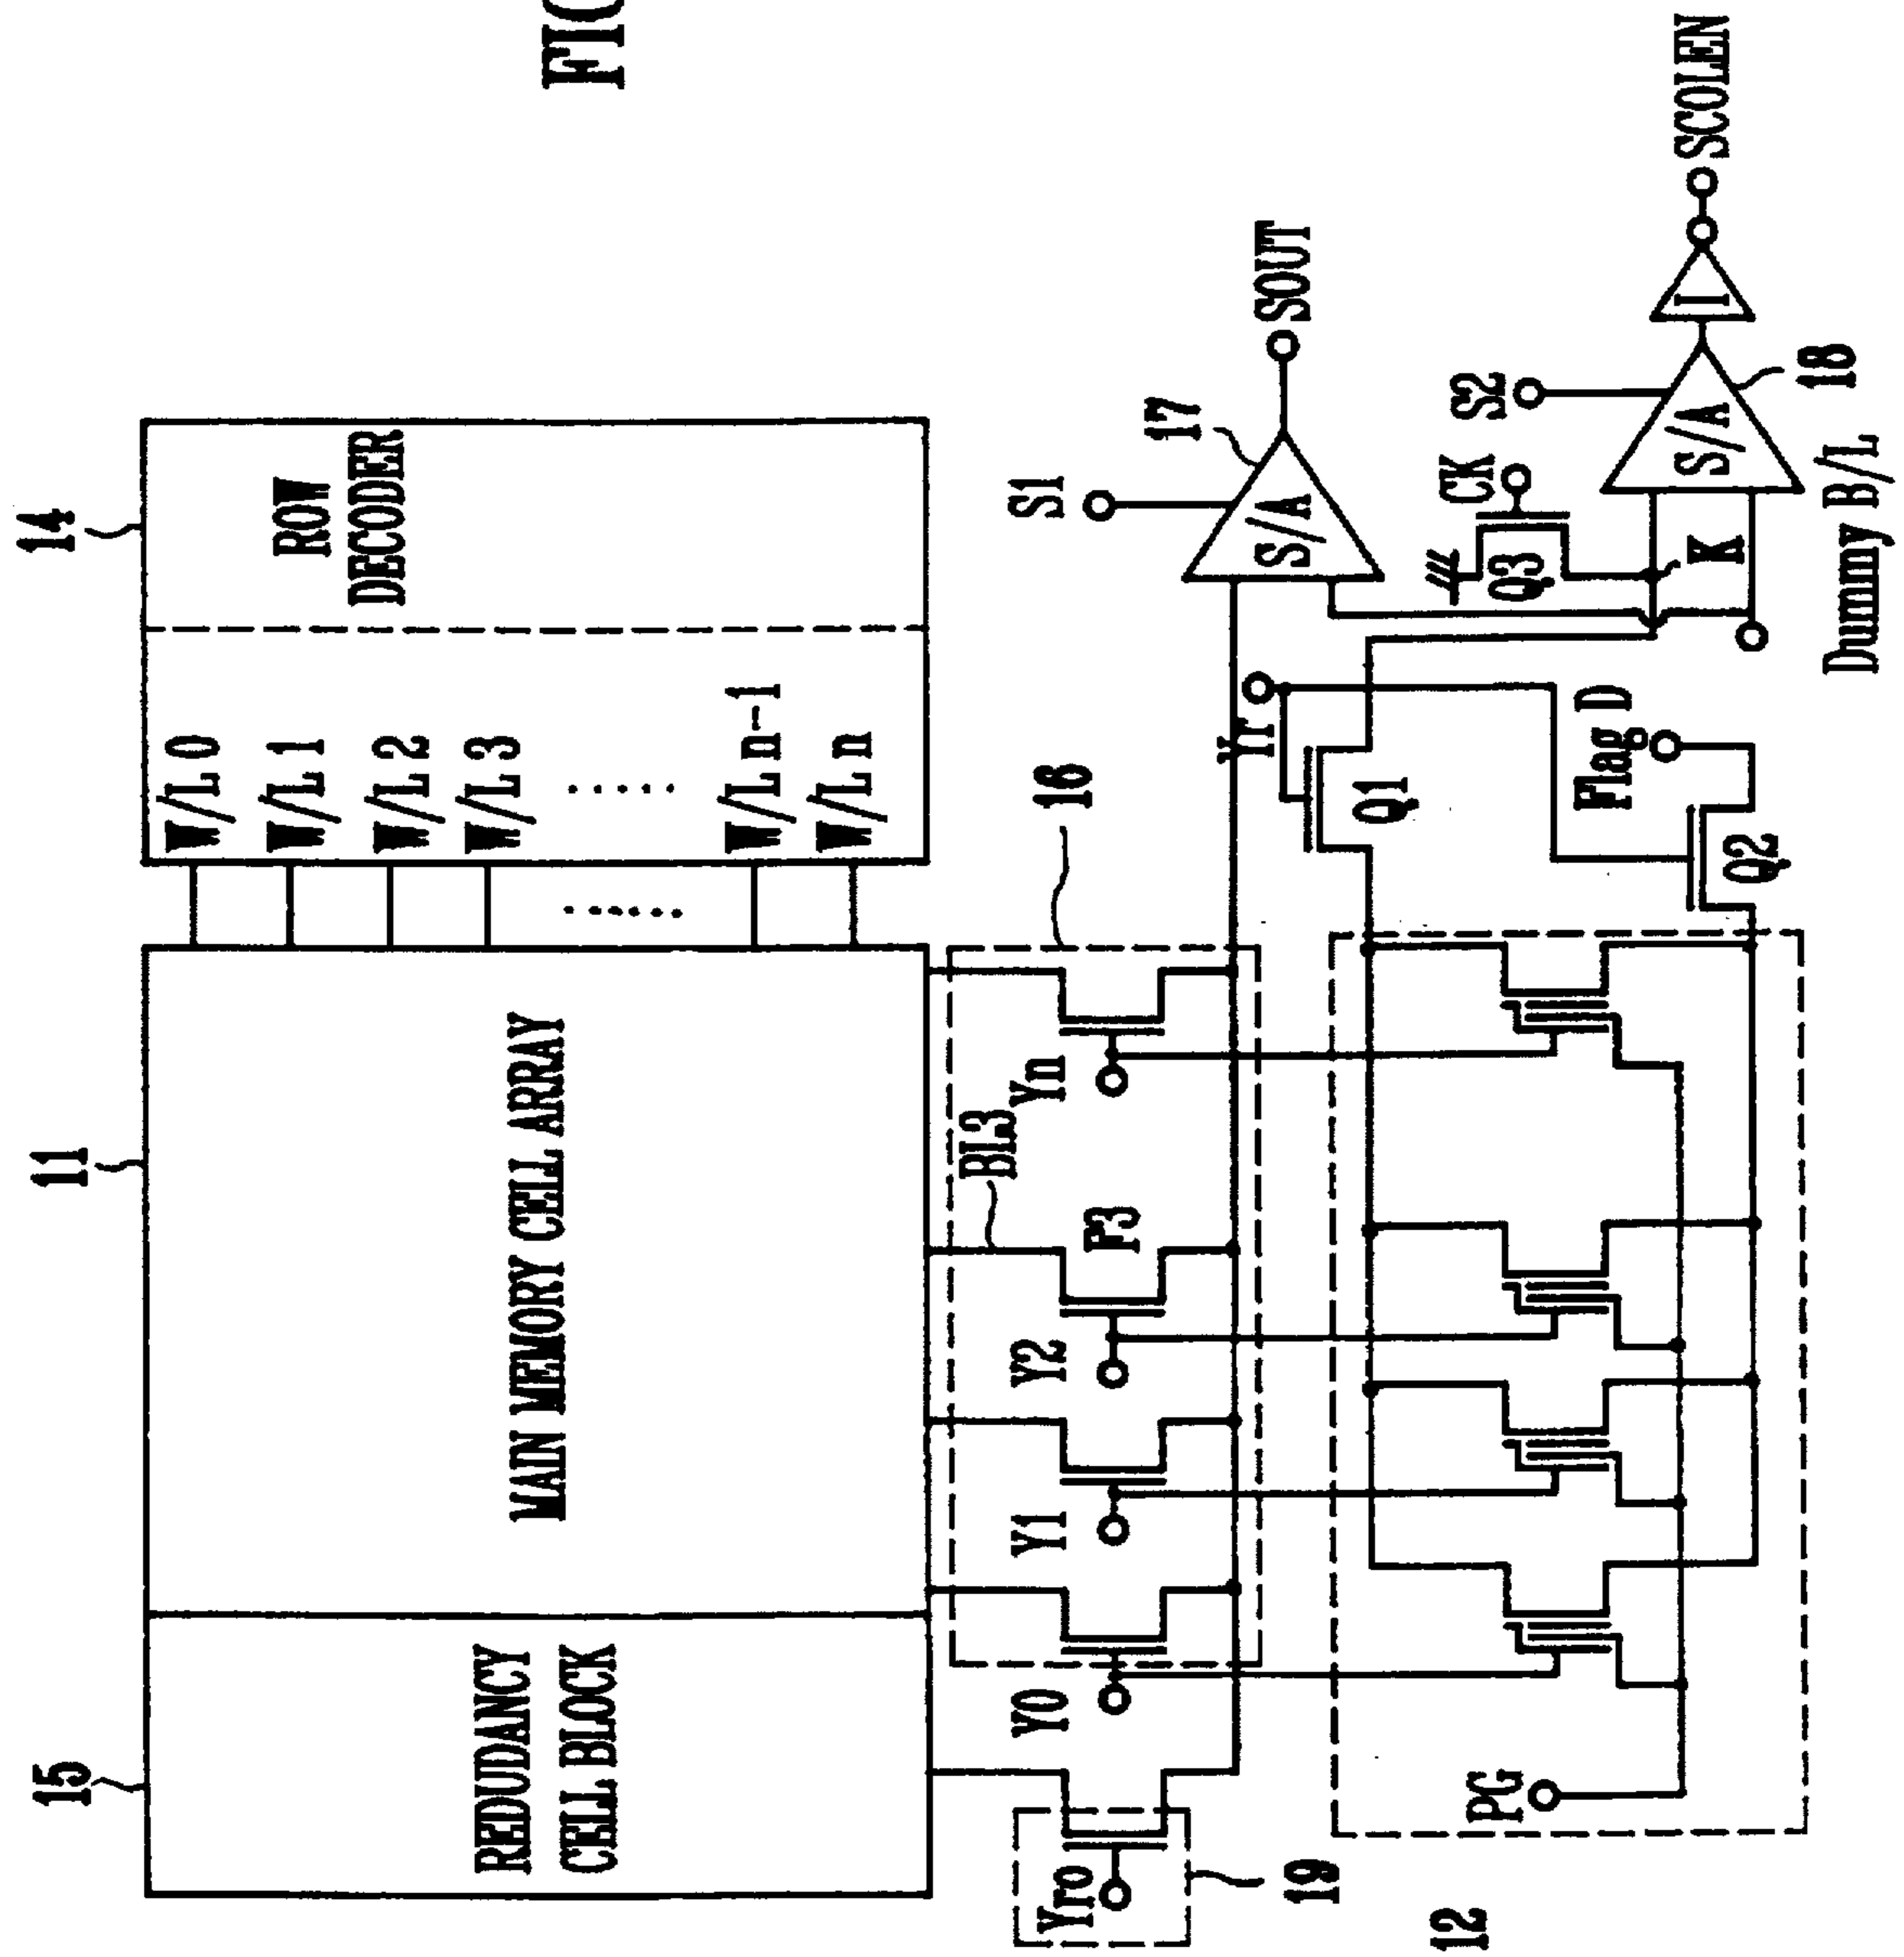 FIG
15
11
14
REDUDANCY
CELL BLOCK
MAIN MEMORY CELL ARRAY
ROW
DECODER
W/L 0
W/L 1
W/L 2
W/L 3
......
.....
W/L n-1
W/L n
Yro
Y0
Y1
Y2
Yn
BL3
F3
16
S1
17
S/A
SOUT
19
Yr
Q1
CK
Q3
S2
K
S/A
I
SCOLEN
18
12
PG
Flag D
Q2
Dummy B/L